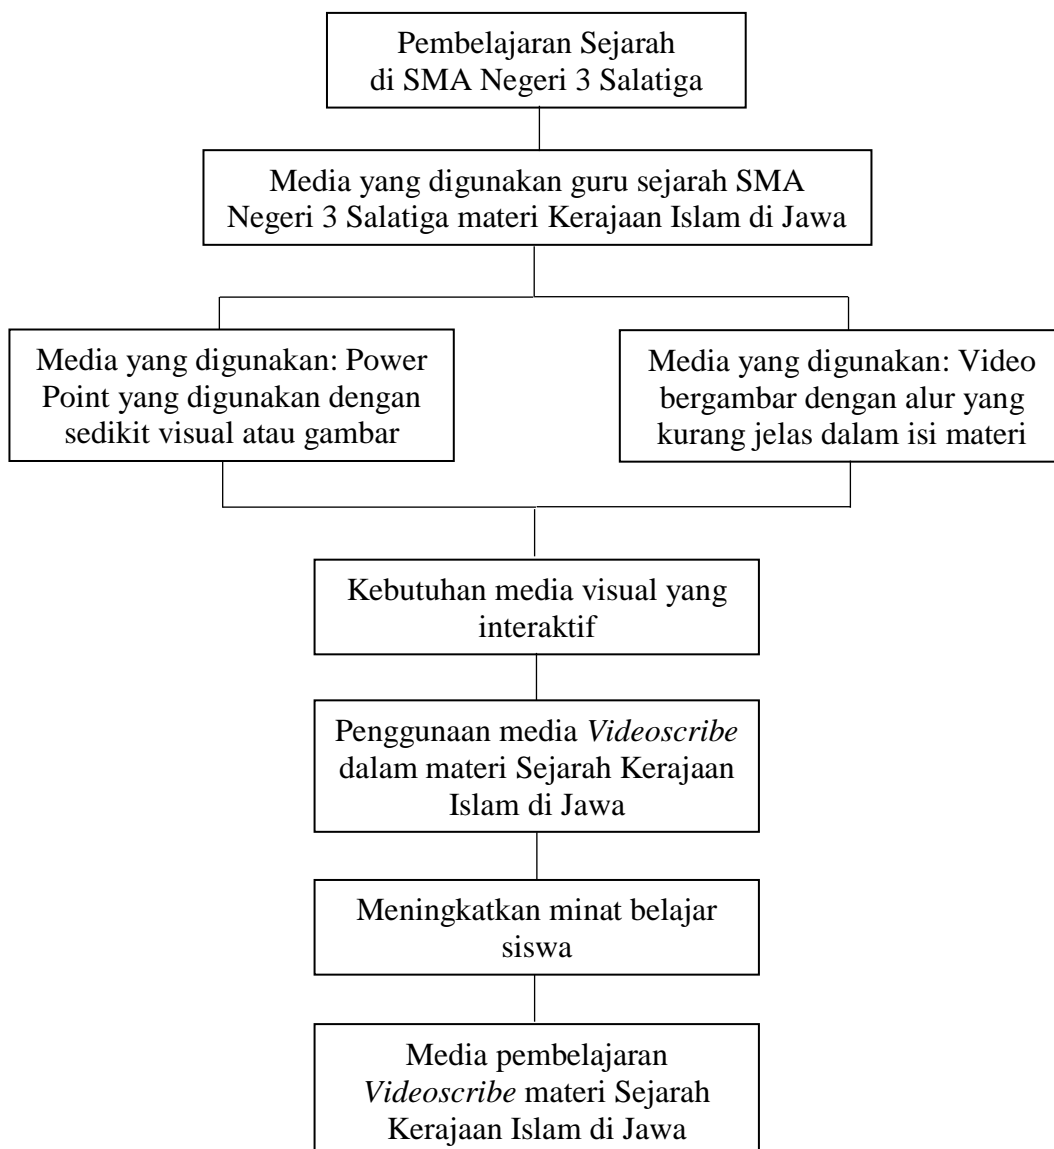 Pembelajaran Sejarah
di SMA Negeri 3 Salatiga
Media yang digunakan guru sejarah SMA
Negeri 3 Salatiga materi Kerajaan Islam di Jawa
Media yang digunakan: Power
Point yang digunakan dengan
sedikit visual atau gambar
Media yang digunakan: Video
bergambar dengan alur yang
kurang jelas dalam isi materi
Kebutuhan media visual yang
interaktif
Penggunaan media Videoscribe
dalam materi Sejarah Kerajaan
Islam di Jawa
Meningkatkan minat belajar
siswa
Media pembelajaran
Videoscribe materi Sejarah
Kerajaan Islam di Jawa